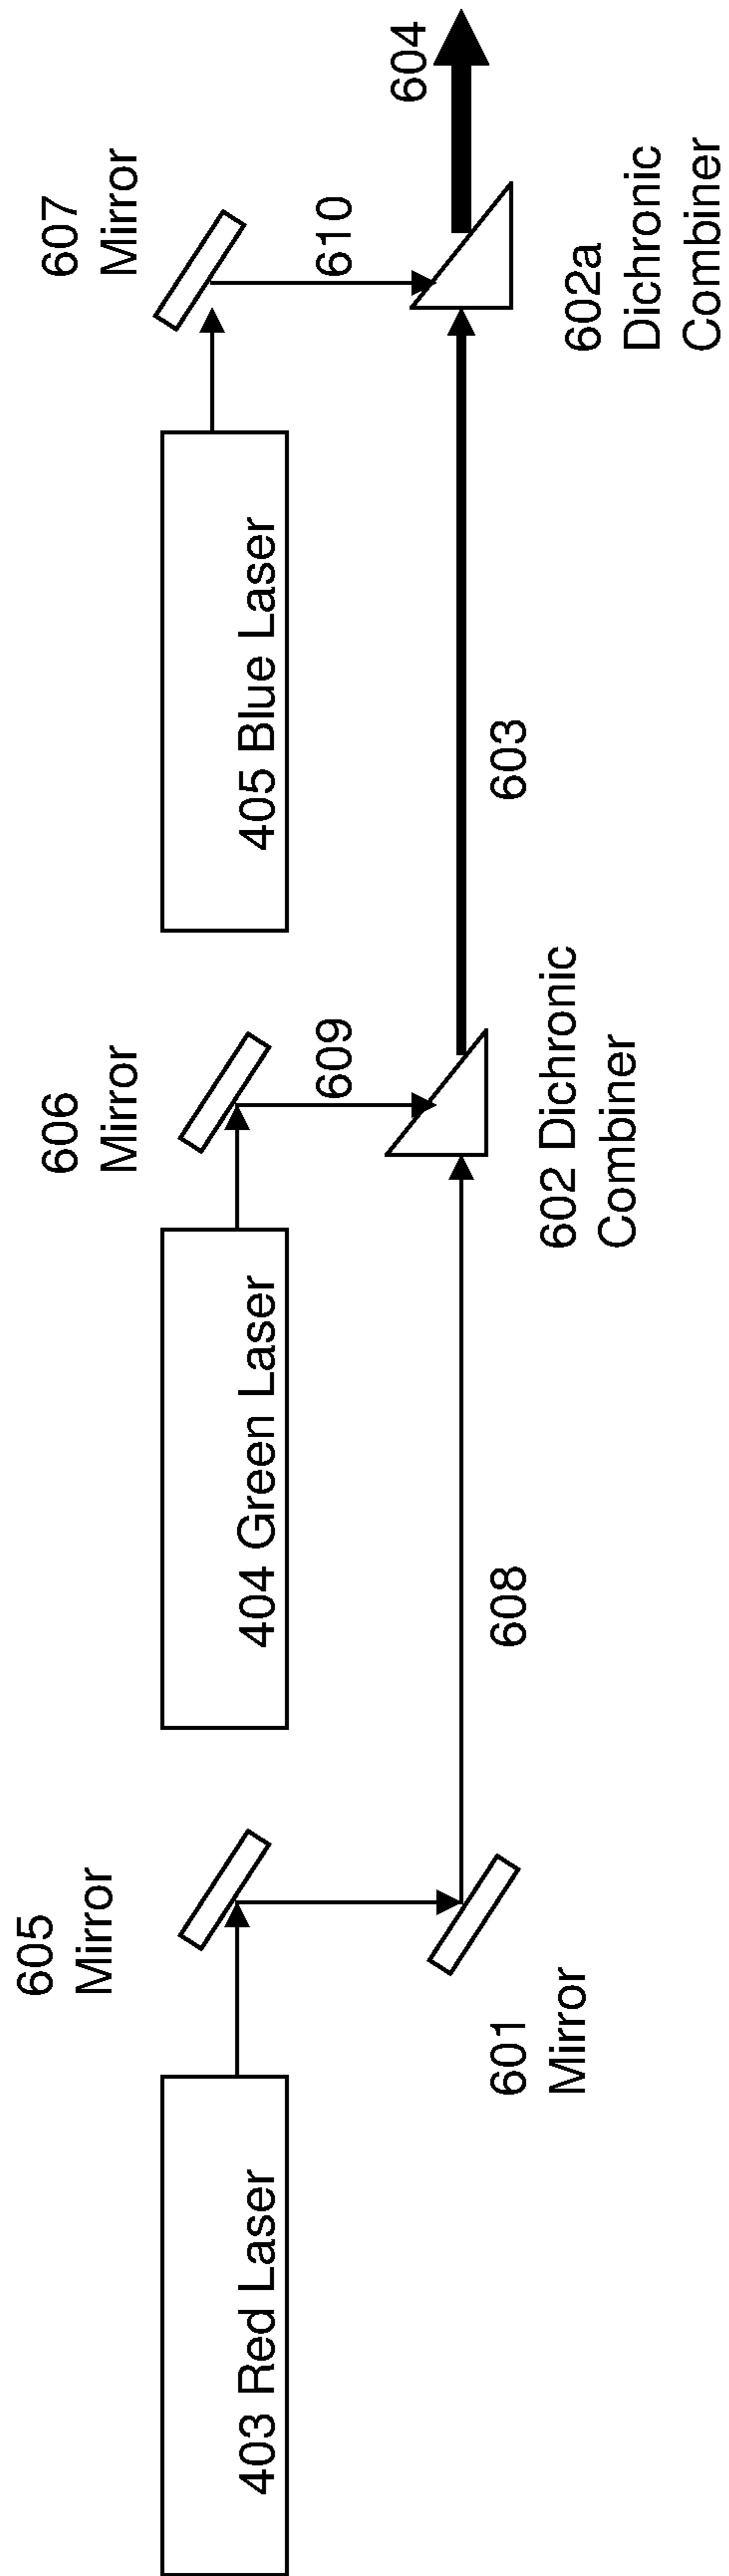 605
Mirror
606
Mirror
607
Mirror
403 Red Laser
404 Green Laser
405 Blue Laser
609
610
604
601
Mirror
608
602 Dichronic
Combiner
603
602a
Dichronic
Combiner